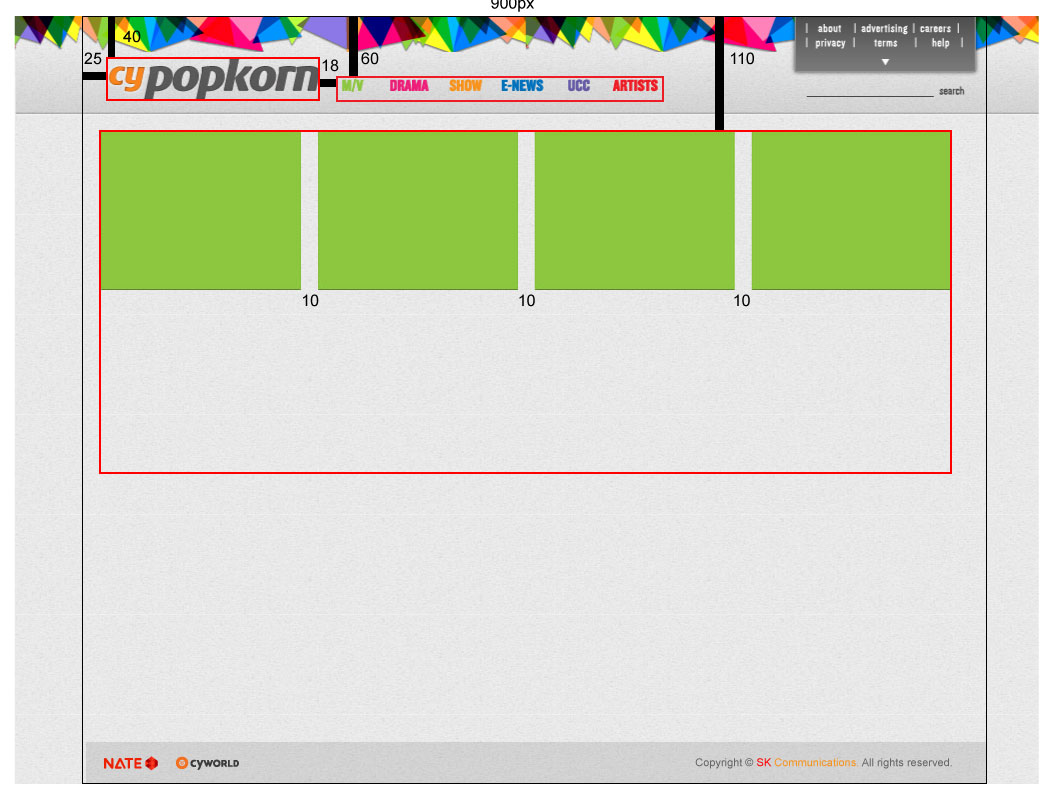 900px
40
25
18
60
110
| about | advertising | careers |
| privacy | terms | help |
cypopkorn
M/V DRAMA SHOW E-NEWS UCC ARTISTS
search
10 10 10
NATE CYWORLD Copyright © SK Communications. All rights reserved.